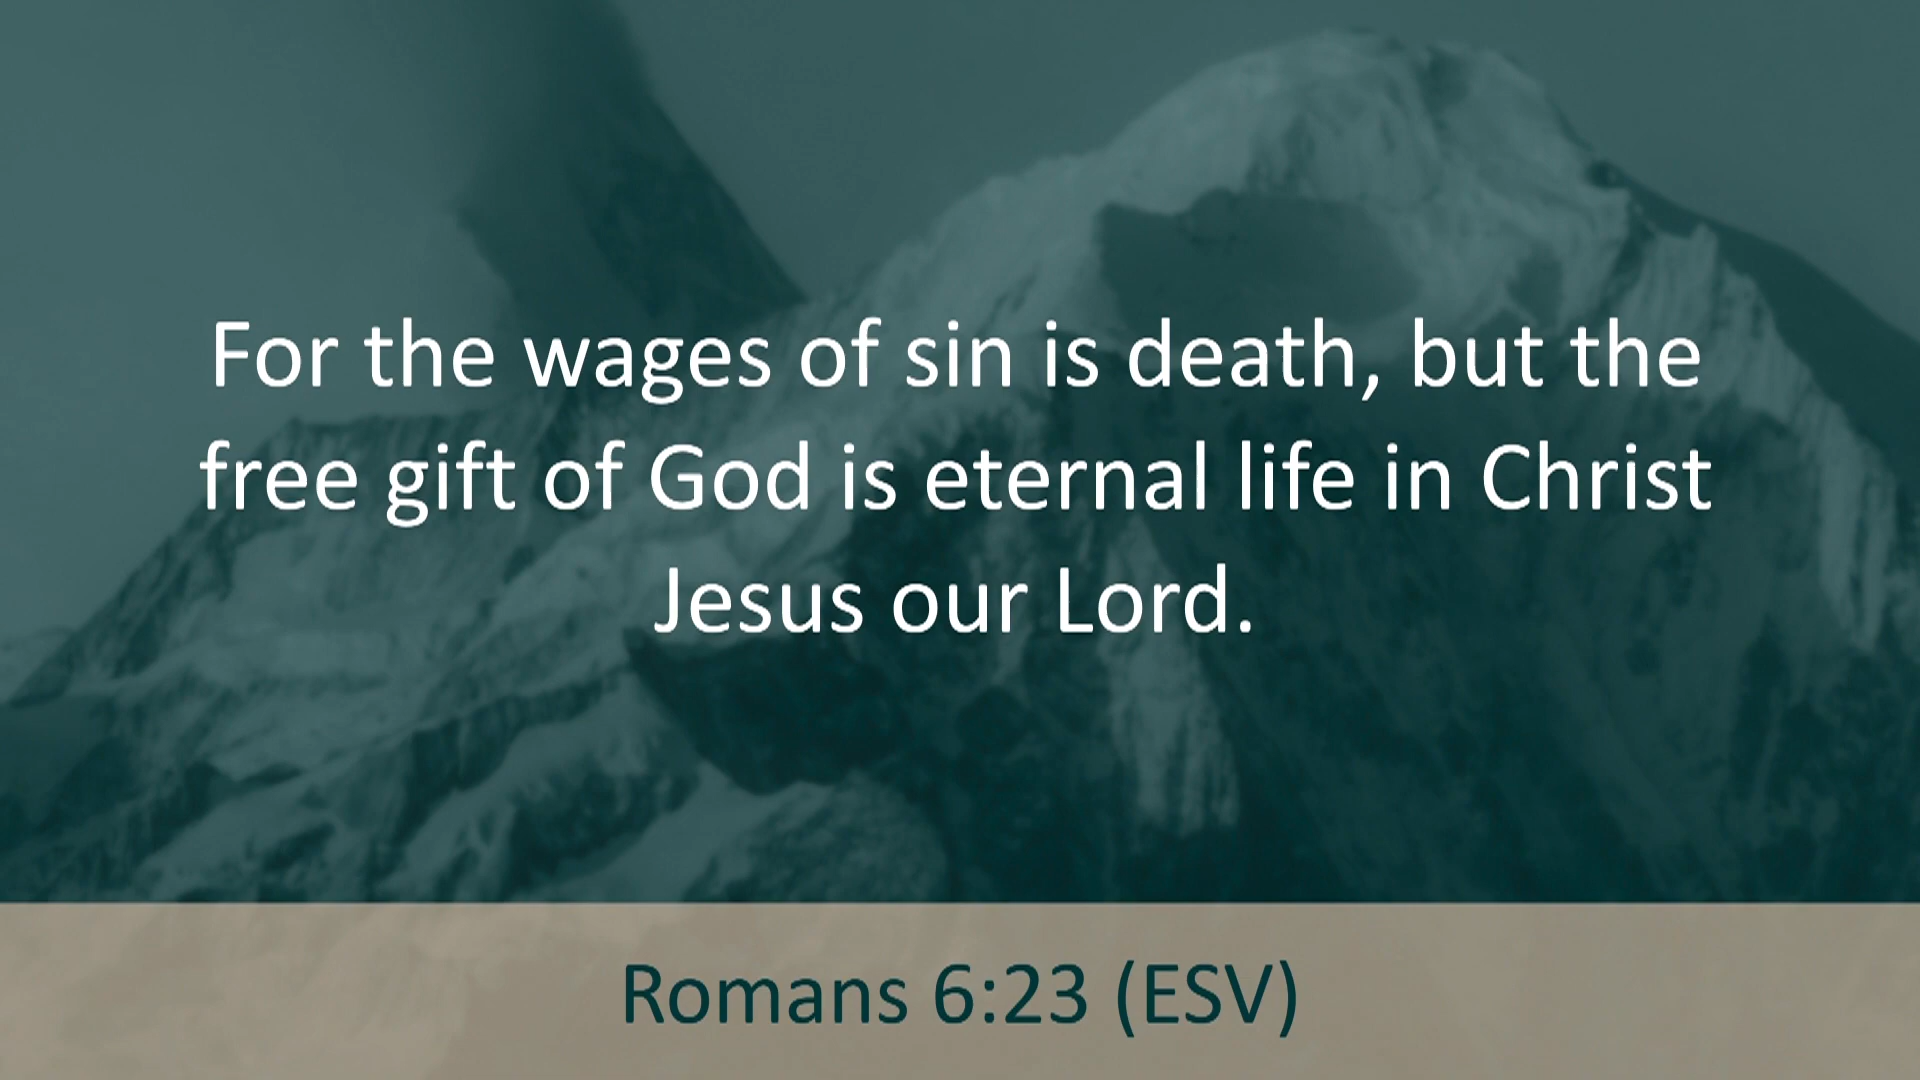 For the wages of sin is death, but the
free gift of God is eternal life in Christ
Jesus our Lord.
Romans 6:23 (ESV)